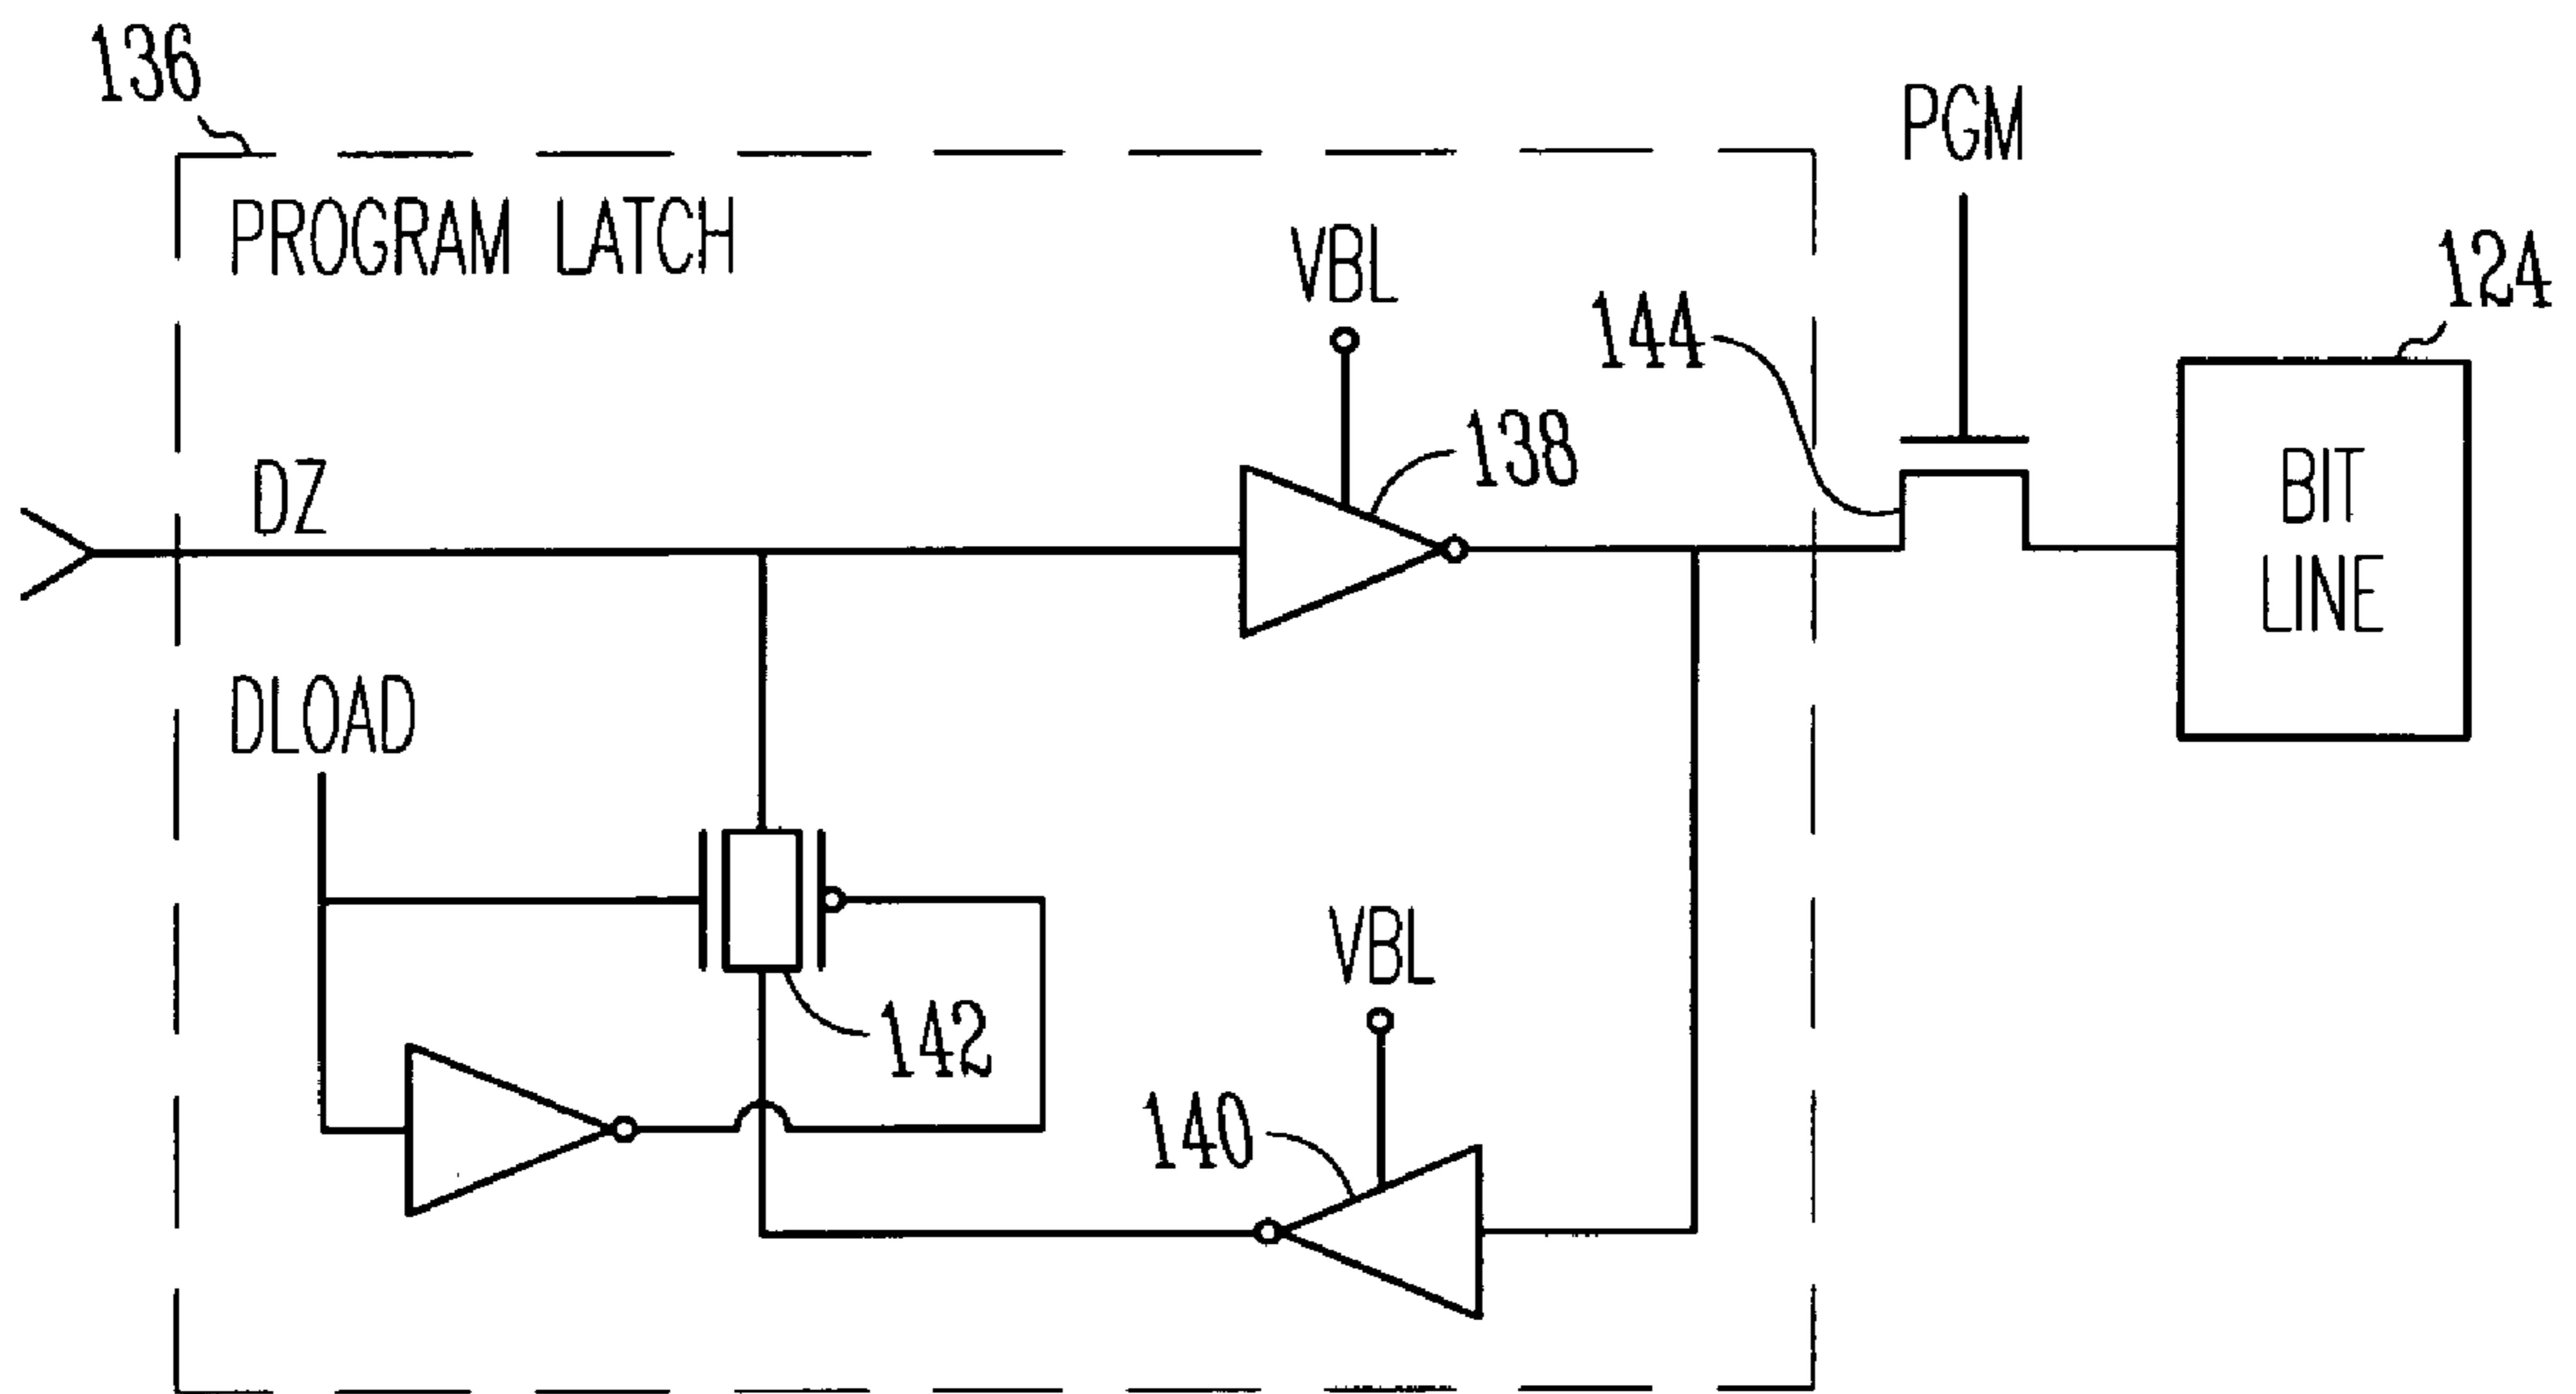 136
PGM
PROGRAM LATCH
VBL
124
144
138
DZ
BIT
LINE
DLOAD
VBL
142
140